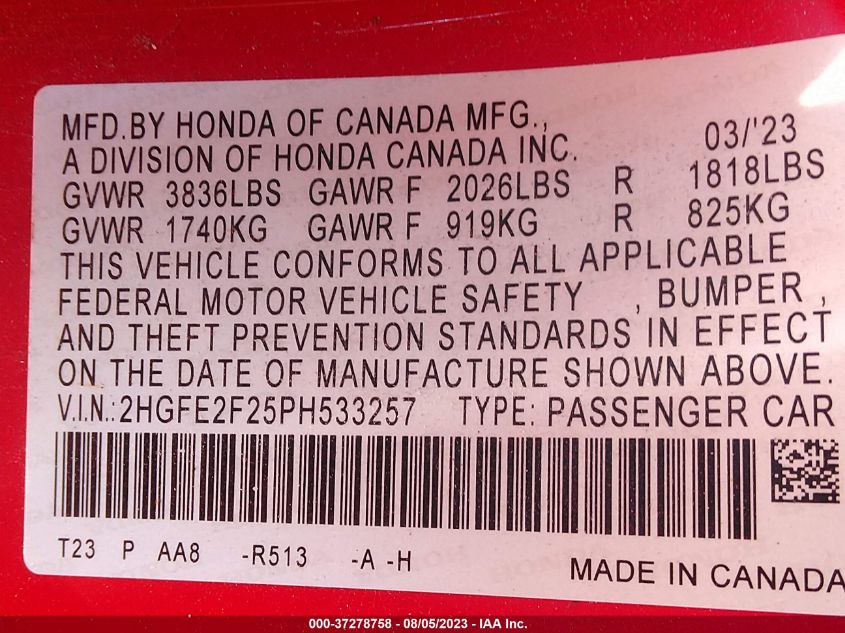 MFD.BY HONDA OF CANADA MFG., 03/'23
A DIVISION OF HONDA CANADA INC.
GVWR 3836LBS GAWR F 2026LBS R 1818LBS
GVWR 1740KG GAWR F 919KG R 825KG
THIS VEHICLE CONFORMS TO ALL APPLICABLE
FEDERAL MOTOR VEHICLE SAFETY , BUMPER ,
AND THEFT PREVENTION STANDARDS IN EFFECT
ON THE DATE OF MANUFACTURE SHOWN ABOVE.
V.I.N.:2HGFE2F25PH533257 TYPE: PASSENGER CAR
T23 P AA8 -R513 -A -H
MADE IN CANADA
000-37278758 - 08/05/2023 - IAA Inc.